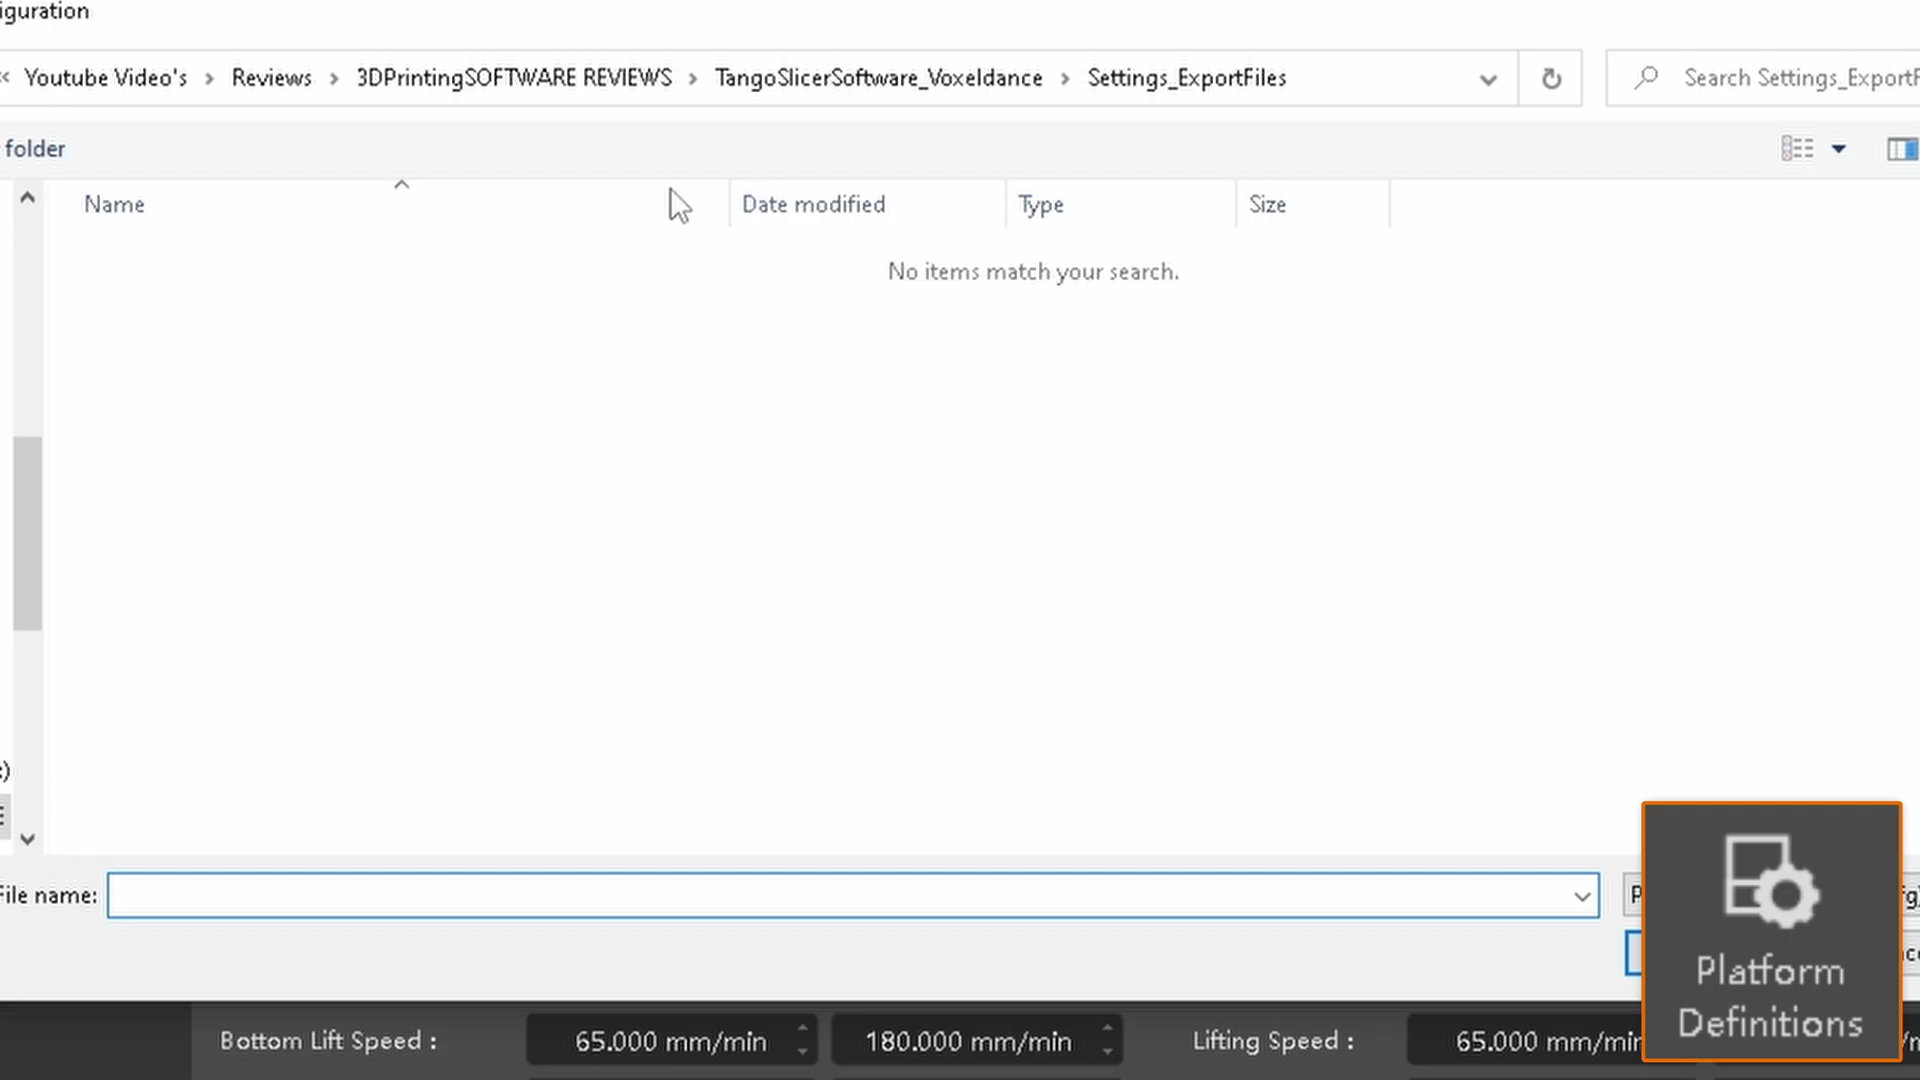 iguration
« Youtube Video's > Reviews > 3DPrintingSOFTWARE REVIEWS > TangoSlicerSoftware_Voxeldance > Settings_ExportFiles
Search Settings_ExportF
folder
Name Date modified Type Size
No items match your search.
:)
File name:
P
fg)
Platform
Definitions
Bottom Lift Speed : 65.000 mm/min 180.000 mm/min Lifting Speed : 65.000 mm/min